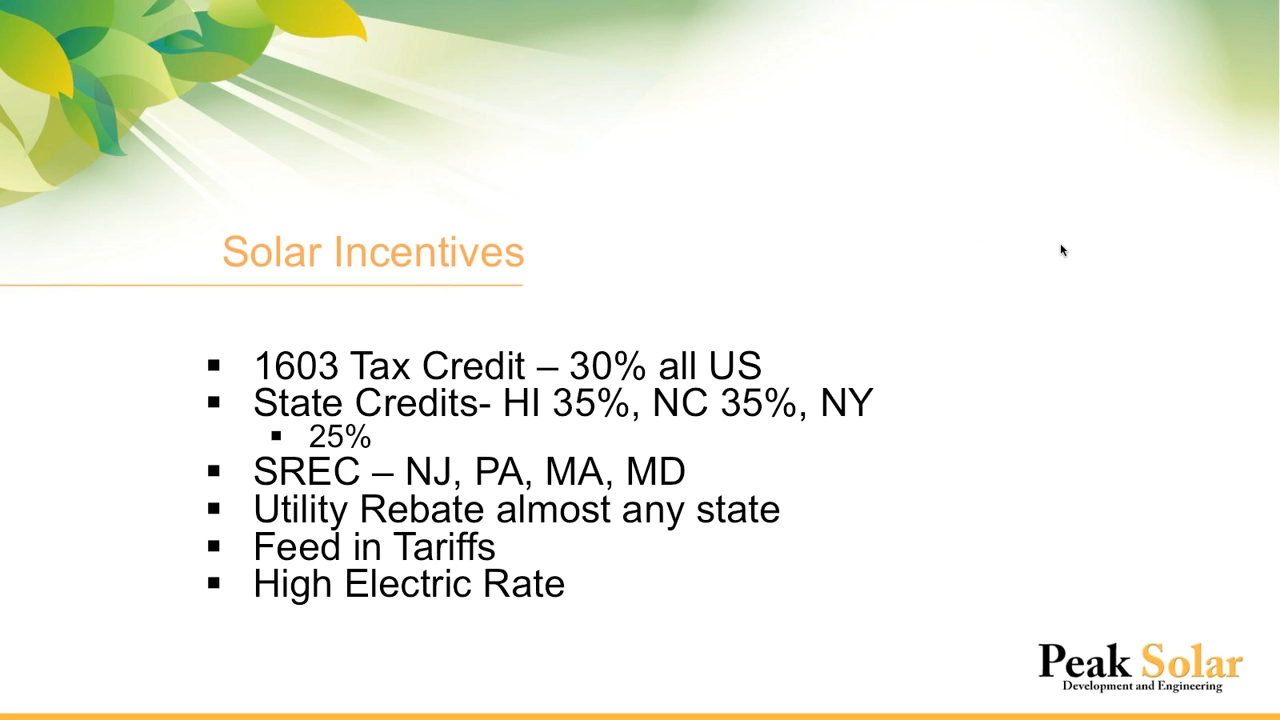 Solar Incentives
▪ 1603 Tax Credit – 30% all US
▪ State Credits- HI 35%, NC 35%, NY
▪ 25%
▪ SREC – NJ, PA, MA, MD
▪ Utility Rebate almost any state
▪ Feed in Tariffs
▪ High Electric Rate
Peak Solar
Development and Engineering